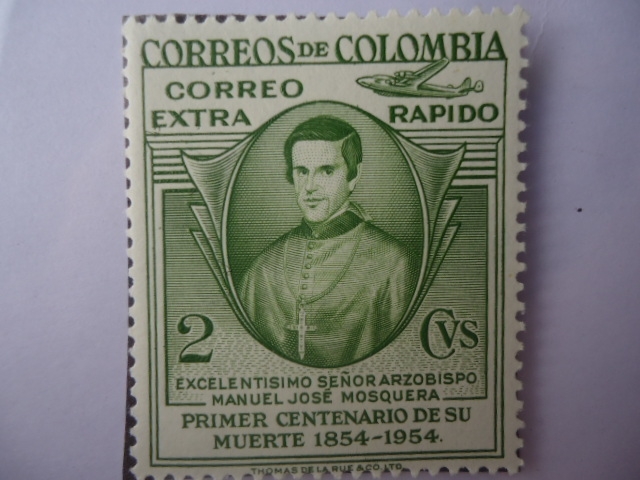 CORREOS DE COLOMBIA
CORREO
EXTRA RAPIDO
2 CVS
EXCELENTISIMO SEÑOR ARZOBISPO
MANUEL JOSÉ MOSQUERA
PRIMER CENTENARIO DE SU
MUERTE 1854-1954.
THOMAS DE LA RUE & CO. LTD.